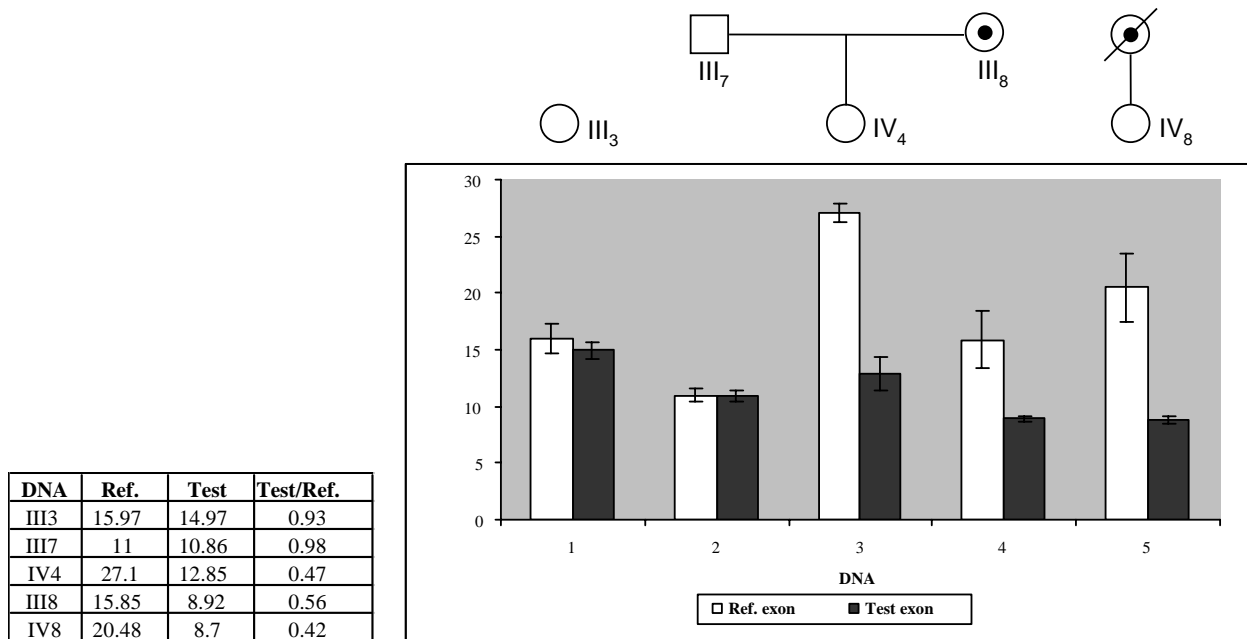 III7
III8
III3
IV4
IV8
30
25
20
15
10
5
0
1 2 3 4 5
DNA
Ref. exon Test exon
DNA Ref. Test Test/Ref.
III3 15.97 14.97 0.93
III7 11 10.86 0.98
IV4 27.1 12.85 0.47
III8 15.85 8.92 0.56
IV8 20.48 8.7 0.42